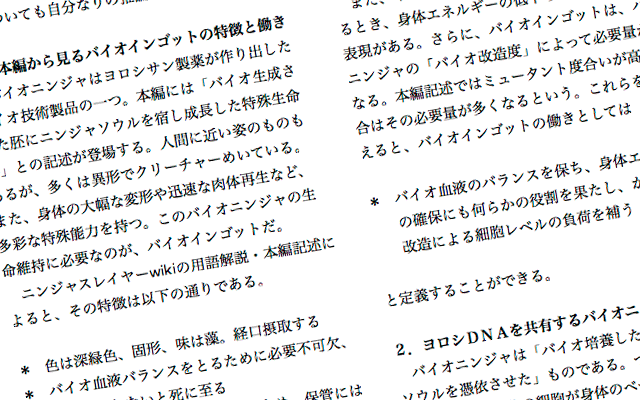 ついても自分なりの推
本編から見るバイオインゴットの特徴と働き
バイオニンジャはヨロシサン製薬が作り出した
イオ技術製品の一つ。本編には「バイオ生成さ
た胚にニンジャソウルを宿し成長した特殊生命
」との記述が登場する。人間に近い姿のものも
あるが、多くは異形でクリーチャーめいている。
また、身体の大幅な変形や迅速な肉体再生など、
多彩な特殊能力を持つ。このバイオニンジャの生
命維持に必要なのが、バイオインゴットだ。
ニンジャスレイヤーwikiの用語解説・本編記述に
よると、その特徴は以下の通りである。
* 色は深緑色、固形、味は藻。経口摂取する
* バイオ血液バランスをとるために必要不可欠、
ないと死に至る
保管には
また、
るとき、身体エネルギーの低
表現がある。さらに、バイオインゴットは、
ニンジャの「バイオ改造度」によって必要量
なる。本編記述ではミュータント度合いが高
合はその必要量が多くなるという。これらを
えると、バイオインゴットの働きとしては
* バイオ血液のバランスを保ち、身体エ
の確保にも何らかの役割を果たし、か
改造による細胞レベルの負荷を補う
と定義することができる。
2.ヨロシDNAを共有するバイオニ
バイオニンジャは「バイオ培養した
ソウルを憑依させた」ものである。
の細胞が身体のベ